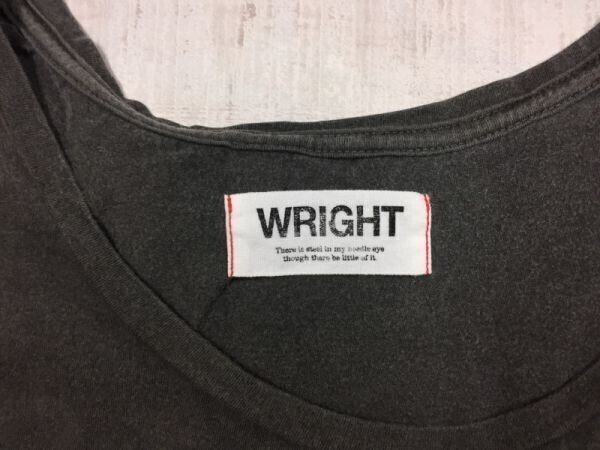 WRIGHT
There is steel in my needle eye
though there be little of it.